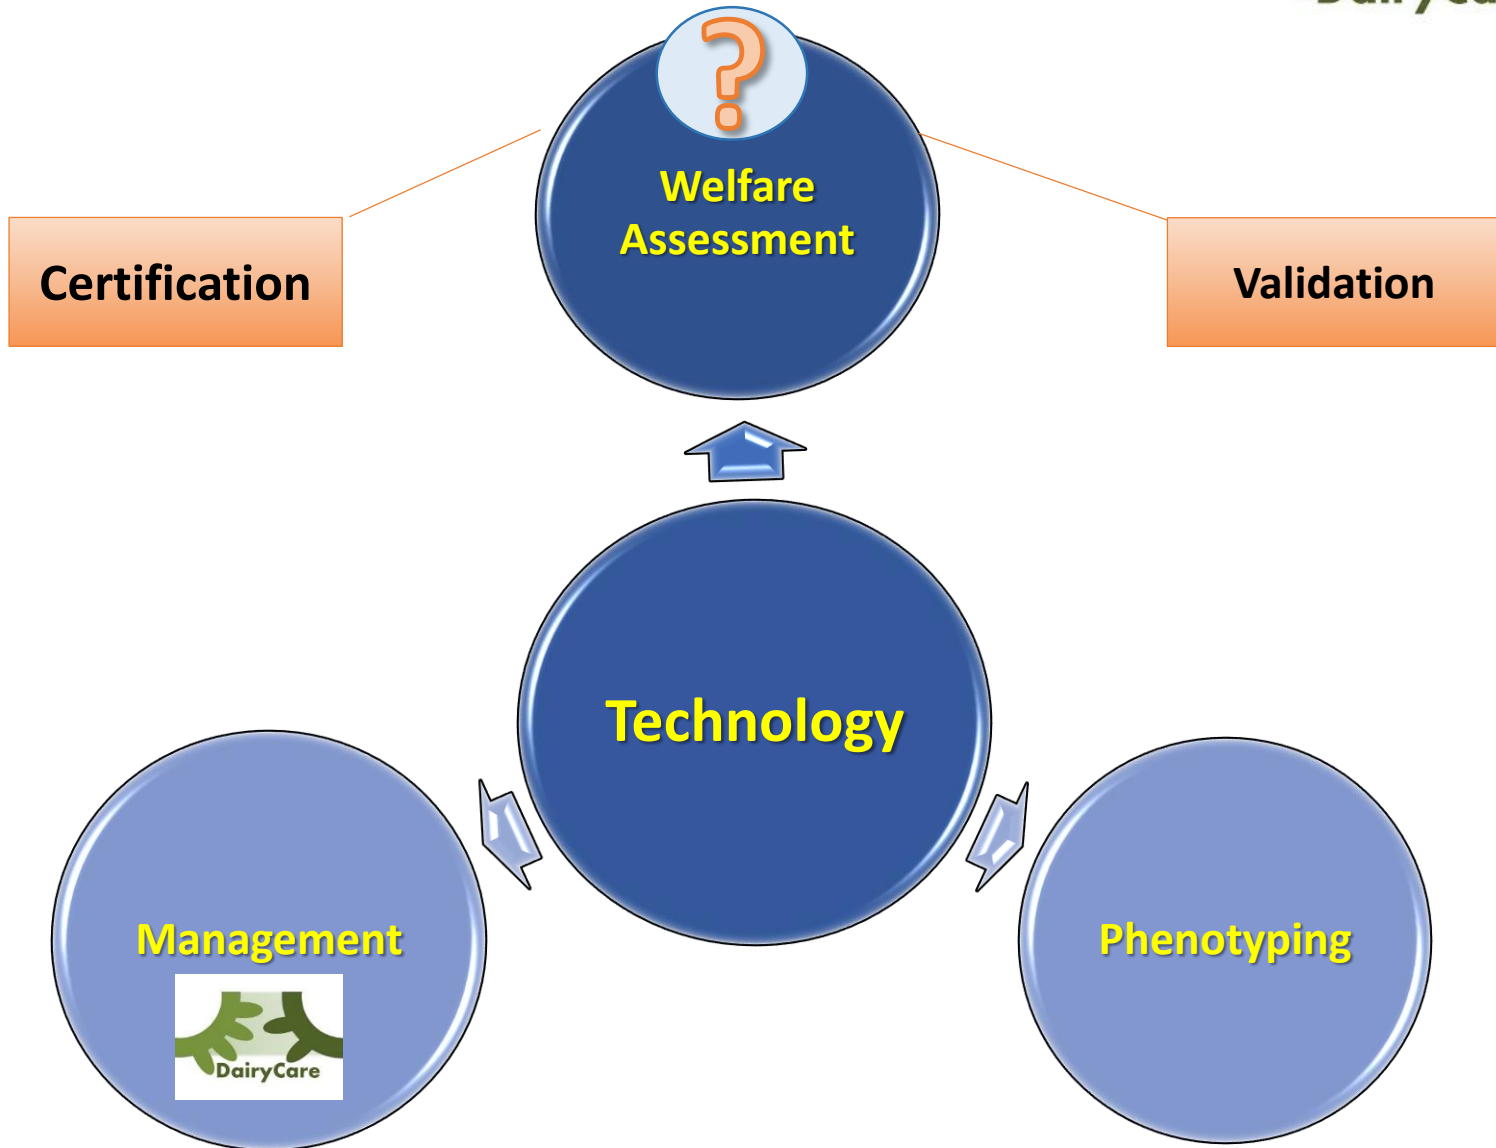 ?
Welfare
Assessment
Certification
Validation
Technology
Management
Phenotyping
DairyCare